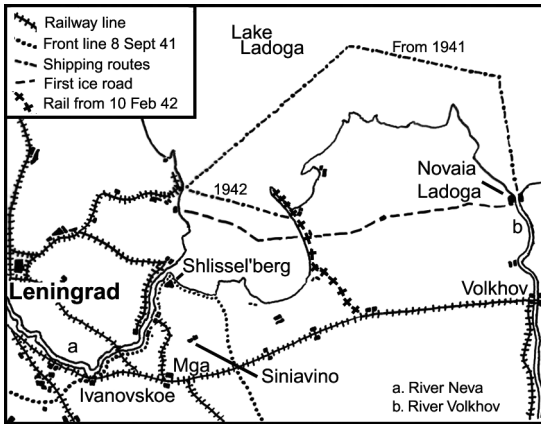 Railway line
Front line 8 Sept 41
Shipping routes
First ice road
Rail from 10 Feb 42
Lake
Ladoga
From 1941
1942
Novaia
Ladoga
b
Shlissel'berg
Leningrad
Volkhov
a
Mga
Siniavino
Ivanovskoe
a. River Neva
b. River Volkhov